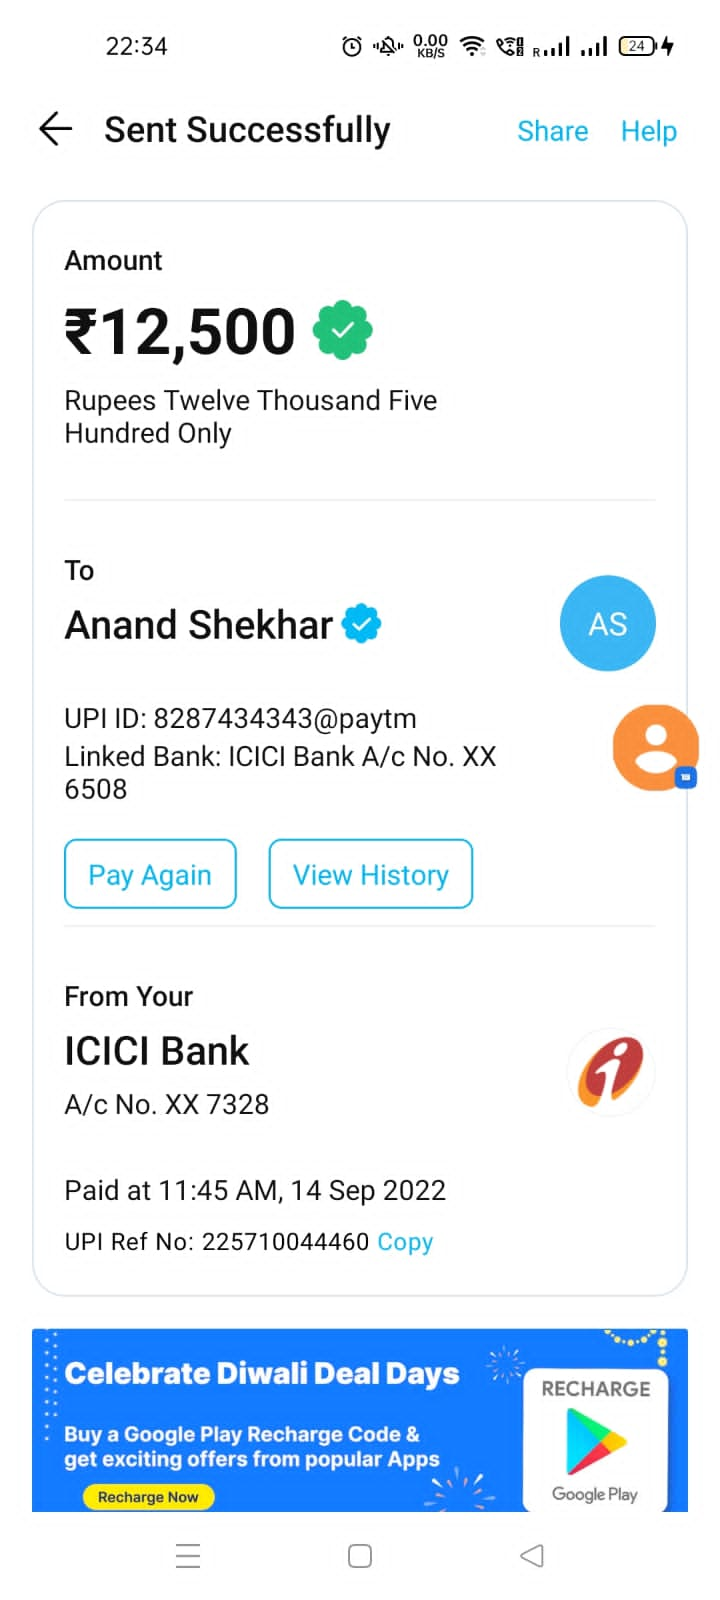 22:34
0.00
KB/S
R
24
Sent Successfully
Share
Help
Amount
₹12,500
Rupees Twelve Thousand Five
Hundred Only
To
Anand Shekhar
AS
UPI ID: 8287434343@paytm
Linked Bank: ICICI Bank A/c No. XX
6508
Pay Again
View History
From Your
ICICI Bank
A/c No. XX 7328
Paid at 11:45 AM, 14 Sep 2022
UPI Ref No: 225710044460 Copy
Celebrate Diwali Deal Days
Buy a Google Play Recharge Code &
get exciting offers from popular Apps
Recharge Now
RECHARGE
Google Play